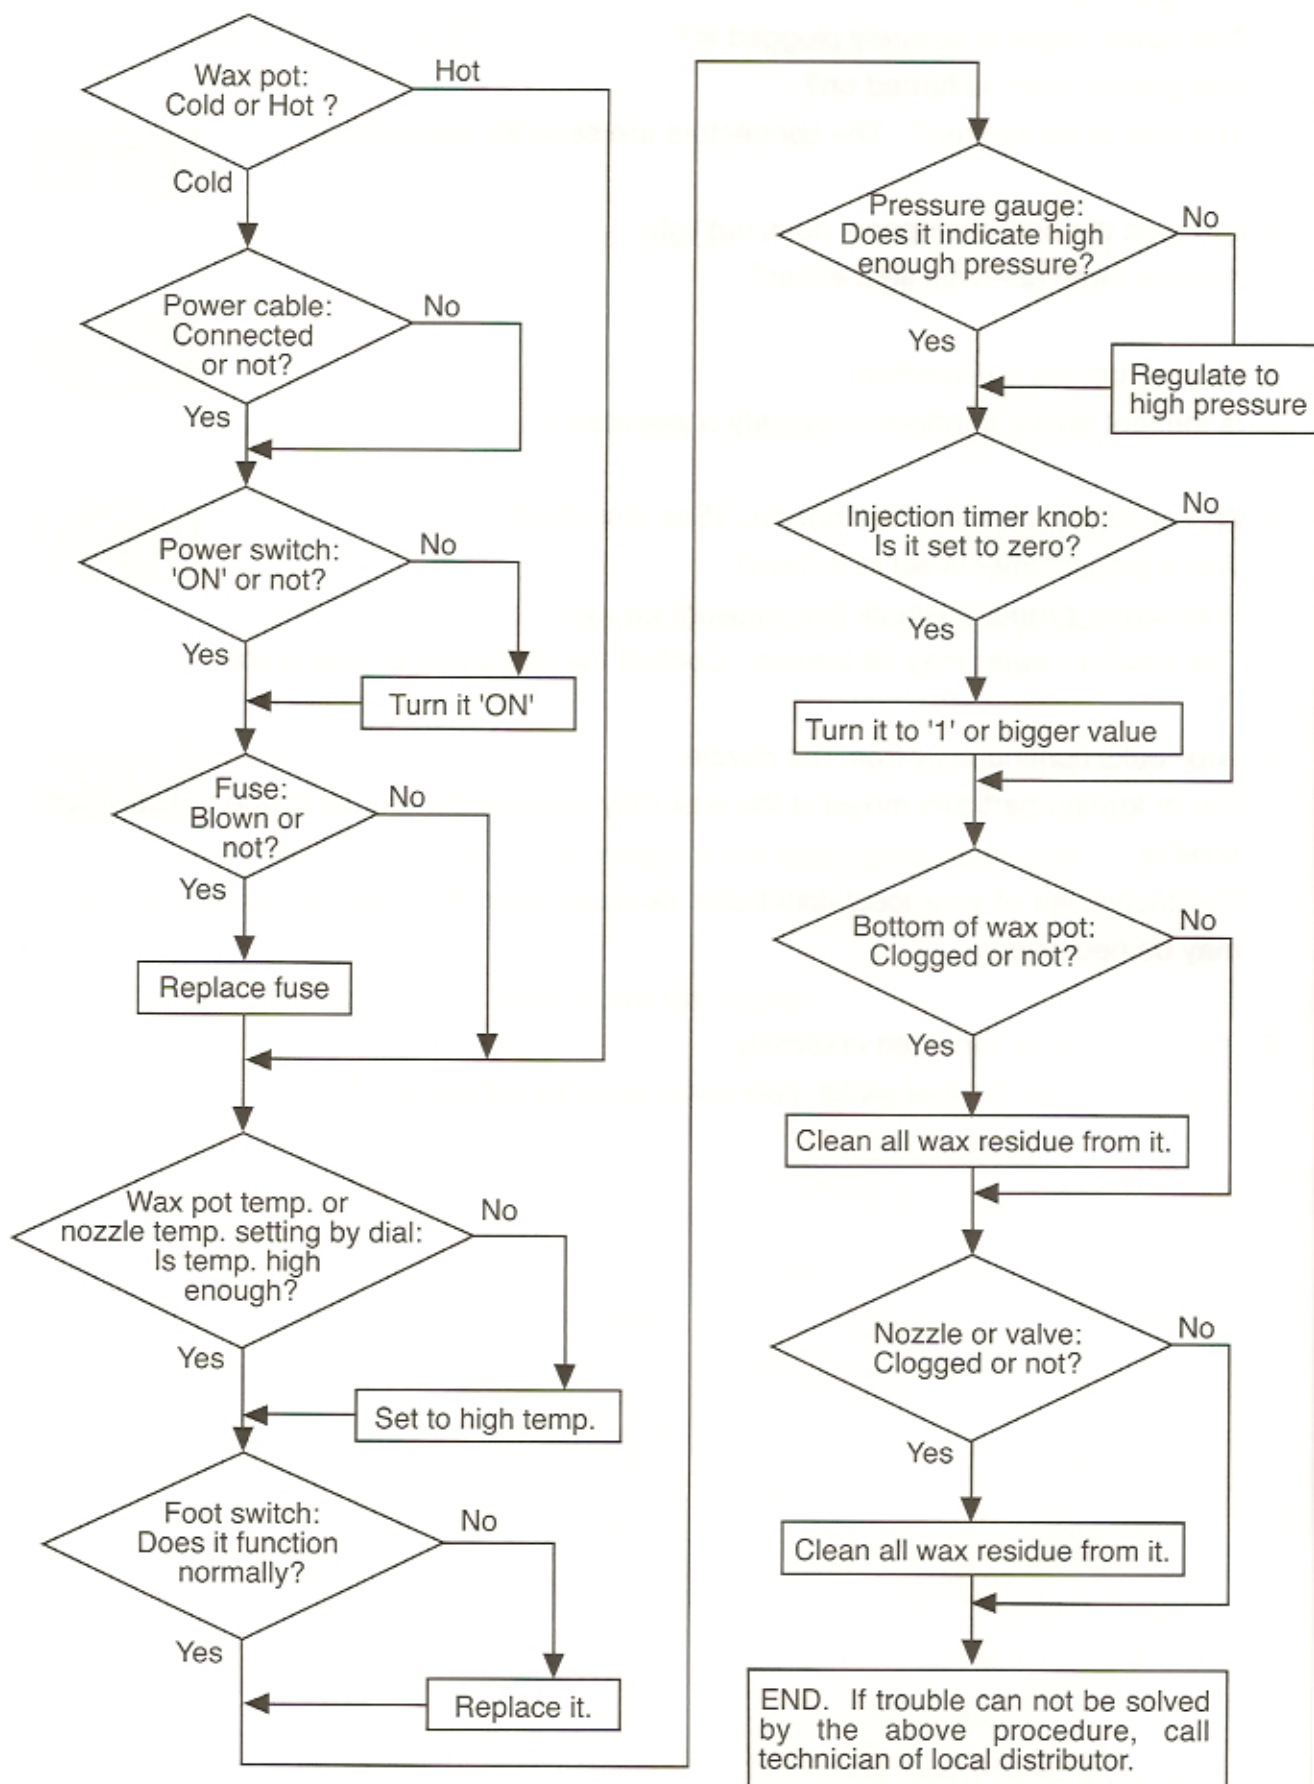 Wax pot:
Cold or Hot ?
Hot
Cold
Power cable:
Connected
or not?
No
Yes
Power switch:
'ON' or not?
No
Yes
Turn it 'ON'
Fuse:
Blown or
not?
No
Yes
Replace fuse
Wax pot temp. or
nozzle temp. setting by dial:
Is temp. high
enough?
No
Yes
Set to high temp.
Foot switch:
Does it function
normally?
No
Yes
Replace it.
Pressure gauge:
Does it indicate high
enough pressure?
No
Yes
Regulate to
high pressure
Injection timer knob:
Is it set to zero?
No
Yes
Turn it to '1' or bigger value
Bottom of wax pot:
Clogged or not?
No
Yes
Clean all wax residue from it.
Nozzle or valve:
Clogged or not?
No
Yes
Clean all wax residue from it.
END. If trouble can not be solved
by the above procedure, call
technician of local distributor.